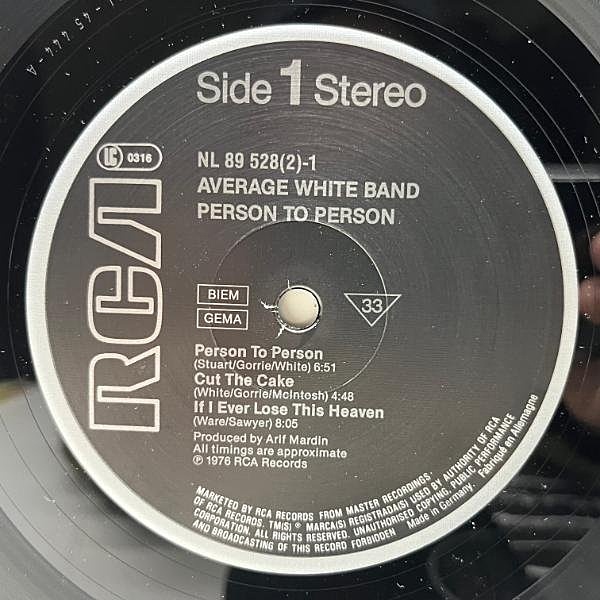 Side 1 Stereo
LC 0316
NL 89 528(2)-1
AVERAGE WHITE BAND
PERSON TO PERSON
RCA
BIEM
GEMA
33
Person To Person
(Stuart/Gorrie/White) 6:51
Cut The Cake
(White/Gorrie/McIntosh) 4:48
If I Ever Lose This Heaven
(Ware/Sawyer) 8:05
Produced by Arif Mardin
All timings are approximate
℗ 1976 RCA Records
MARKETED BY RCA RECORDS FROM MASTER RECORDINGS·
OF RCA RECORDS. TM(S) ® MARCA(S) REGISTRADA(S) USED BY AUTHORITY OF RCA
CORPORATION. ALL RIGHTS RESERVED. UNAUTHORISED COPYING, PUBLIC PERFORMANCE
AND BROADCASTING OF THIS RECORD FORBIDDEN
Made in Germany · Fabriqué en Allemagne